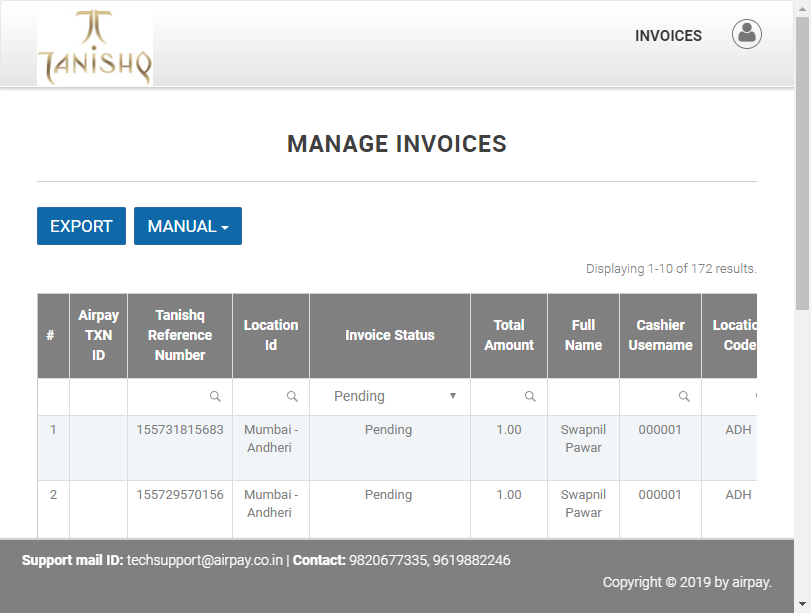 TANISHQ
INVOICES
MANAGE INVOICES
EXPORT MANUAL
Displaying 1-10 of 172 results.
# Airpay TXN ID Tanishq Reference Number Location Id Invoice Status Total Amount Full Name Cashier Username Locatio Code
Pending
1 155731815683 Mumbai - Andheri Pending 1.00 Swapnil Pawar 000001 ADH
2 155729570156 Mumbai - Andheri Pending 1.00 Swapnil Pawar 000001 ADH
Support mail ID: techsupport@airpay.co.in | Contact: 9820677335, 9619882246
Copyright © 2019 by airpay.